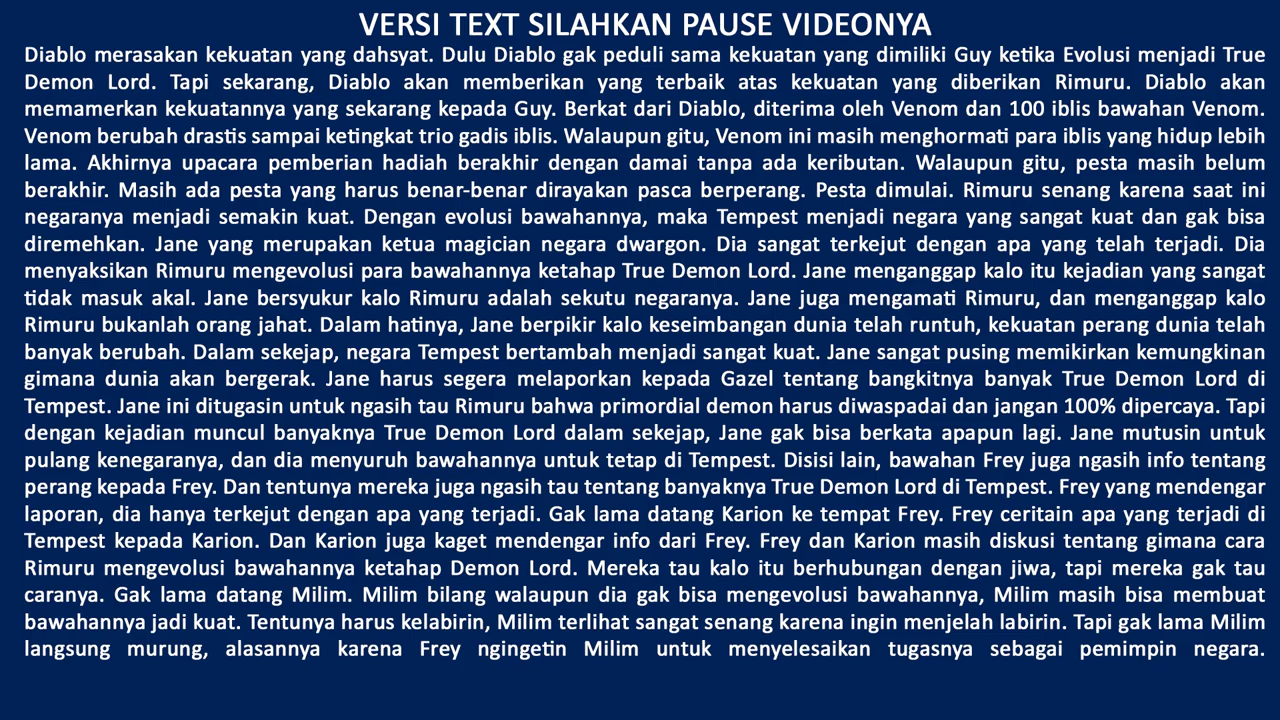 VERSI TEXT SILAHKAN PAUSE VIDEONYA
Diablo merasakan kekuatan yang dahsyat. Dulu Diablo gak peduli sama kekuatan yang dimiliki Guy ketika Evolusi menjadi True
Demon Lord. Tapi sekarang, Diablo akan memberikan yang terbaik atas kekuatan yang diberikan Rimuru. Diablo akan
memamerkan kekuatannya yang sekarang kepada Guy. Berkat dari Diablo, diterima oleh Venom dan 100 iblis bawahan Venom.
Venom berubah drastis sampai ketingkat trio gadis iblis. Walaupun gitu, Venom ini masih menghormati para iblis yang hidup lebih
lama. Akhirnya upacara pemberian hadiah berakhir dengan damai tanpa ada keributan. Walaupun gitu, pesta masih belum
berakhir. Masih ada pesta yang harus benar-benar dirayakan pasca berperang. Pesta dimulai. Rimuru senang karena saat ini
negaranya menjadi semakin kuat. Dengan evolusi bawahannya, maka Tempest menjadi negara yang sangat kuat dan gak bisa
diremehkan. Jane yang merupakan ketua magician negara dwargon. Dia sangat terkejut dengan apa yang telah terjadi. Dia
menyaksikan Rimuru mengevolusi para bawahannya ketahap True Demon Lord. Jane menganggap kalo itu kejadian yang sangat
tidak masuk akal. Jane bersyukur kalo Rimuru adalah sekutu negaranya. Jane juga mengamati Rimuru, dan menganggap kalo
Rimuru bukanlah orang jahat. Dalam hatinya, Jane berpikir kalo keseimbangan dunia telah runtuh, kekuatan perang dunia telah
banyak berubah. Dalam sekejap, negara Tempest bertambah menjadi sangat kuat. Jane sangat pusing memikirkan kemungkinan
gimana dunia akan bergerak. Jane harus segera melaporkan kepada Gazel tentang bangkitnya banyak True Demon Lord di
Tempest. Jane ini ditugasin untuk ngasih tau Rimuru bahwa primordial demon harus diwaspadai dan jangan 100% dipercaya. Tapi
dengan kejadian muncul banyaknya True Demon Lord dalam sekejap, Jane gak bisa berkata apapun lagi. Jane mutusin untuk
pulang kenegaranya, dan dia menyuruh bawahannya untuk tetap di Tempest. Disisi lain, bawahan Frey juga ngasih info tentang
perang kepada Frey. Dan tentunya mereka juga ngasih tau tentang banyaknya True Demon Lord di Tempest. Frey yang mendengar
laporan, dia hanya terkejut dengan apa yang terjadi. Gak lama datang Karion ke tempat Frey. Frey ceritain apa yang terjadi di
Tempest kepada Karion. Dan Karion juga kaget mendengar info dari Frey. Frey dan Karion masih diskusi tentang gimana cara
Rimuru mengevolusi bawahannya ketahap Demon Lord. Mereka tau kalo itu berhubungan dengan jiwa, tapi mereka gak tau
caranya. Gak lama datang Milim. Milim bilang walaupun dia gak bisa mengevolusi bawahannya, Milim masih bisa membuat
bawahannya jadi kuat. Tentunya harus kelabirin, Milim terlihat sangat senang karena ingin menjelah labirin. Tapi gak lama Milim
langsung murung, alasannya karena Frey ngingetin Milim untuk menyelesaikan tugasnya sebagai pemimpin negara.